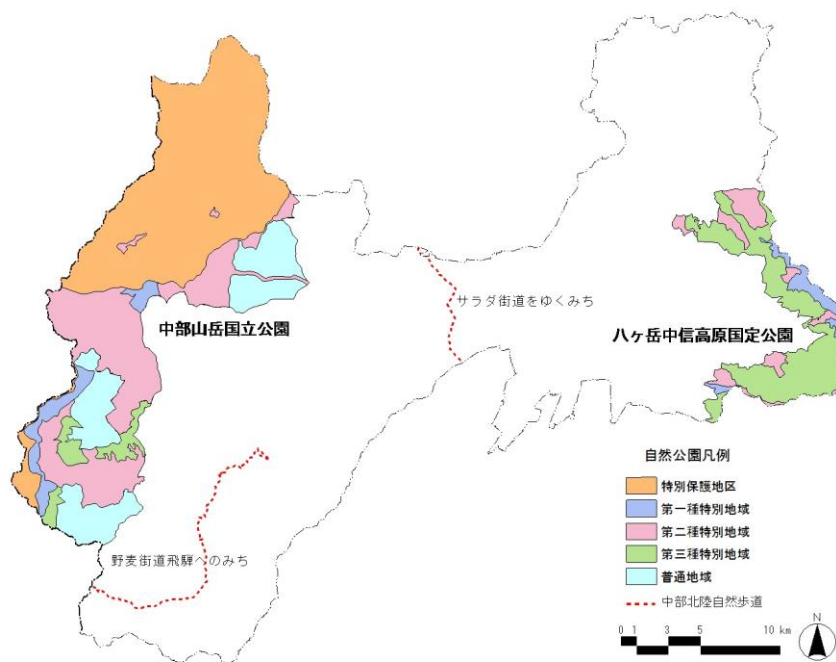 サラダ街道をゆくみち
中部山岳国立公園
八ヶ岳中信高原国定公園
野麦街道飛騨へのみち
自然公園凡例
特別保護地区
第一種特別地域
第二種特別地域
第三種特別地域
普通地域
中部北陸自然歩道
N
0 1 3 5 10 km